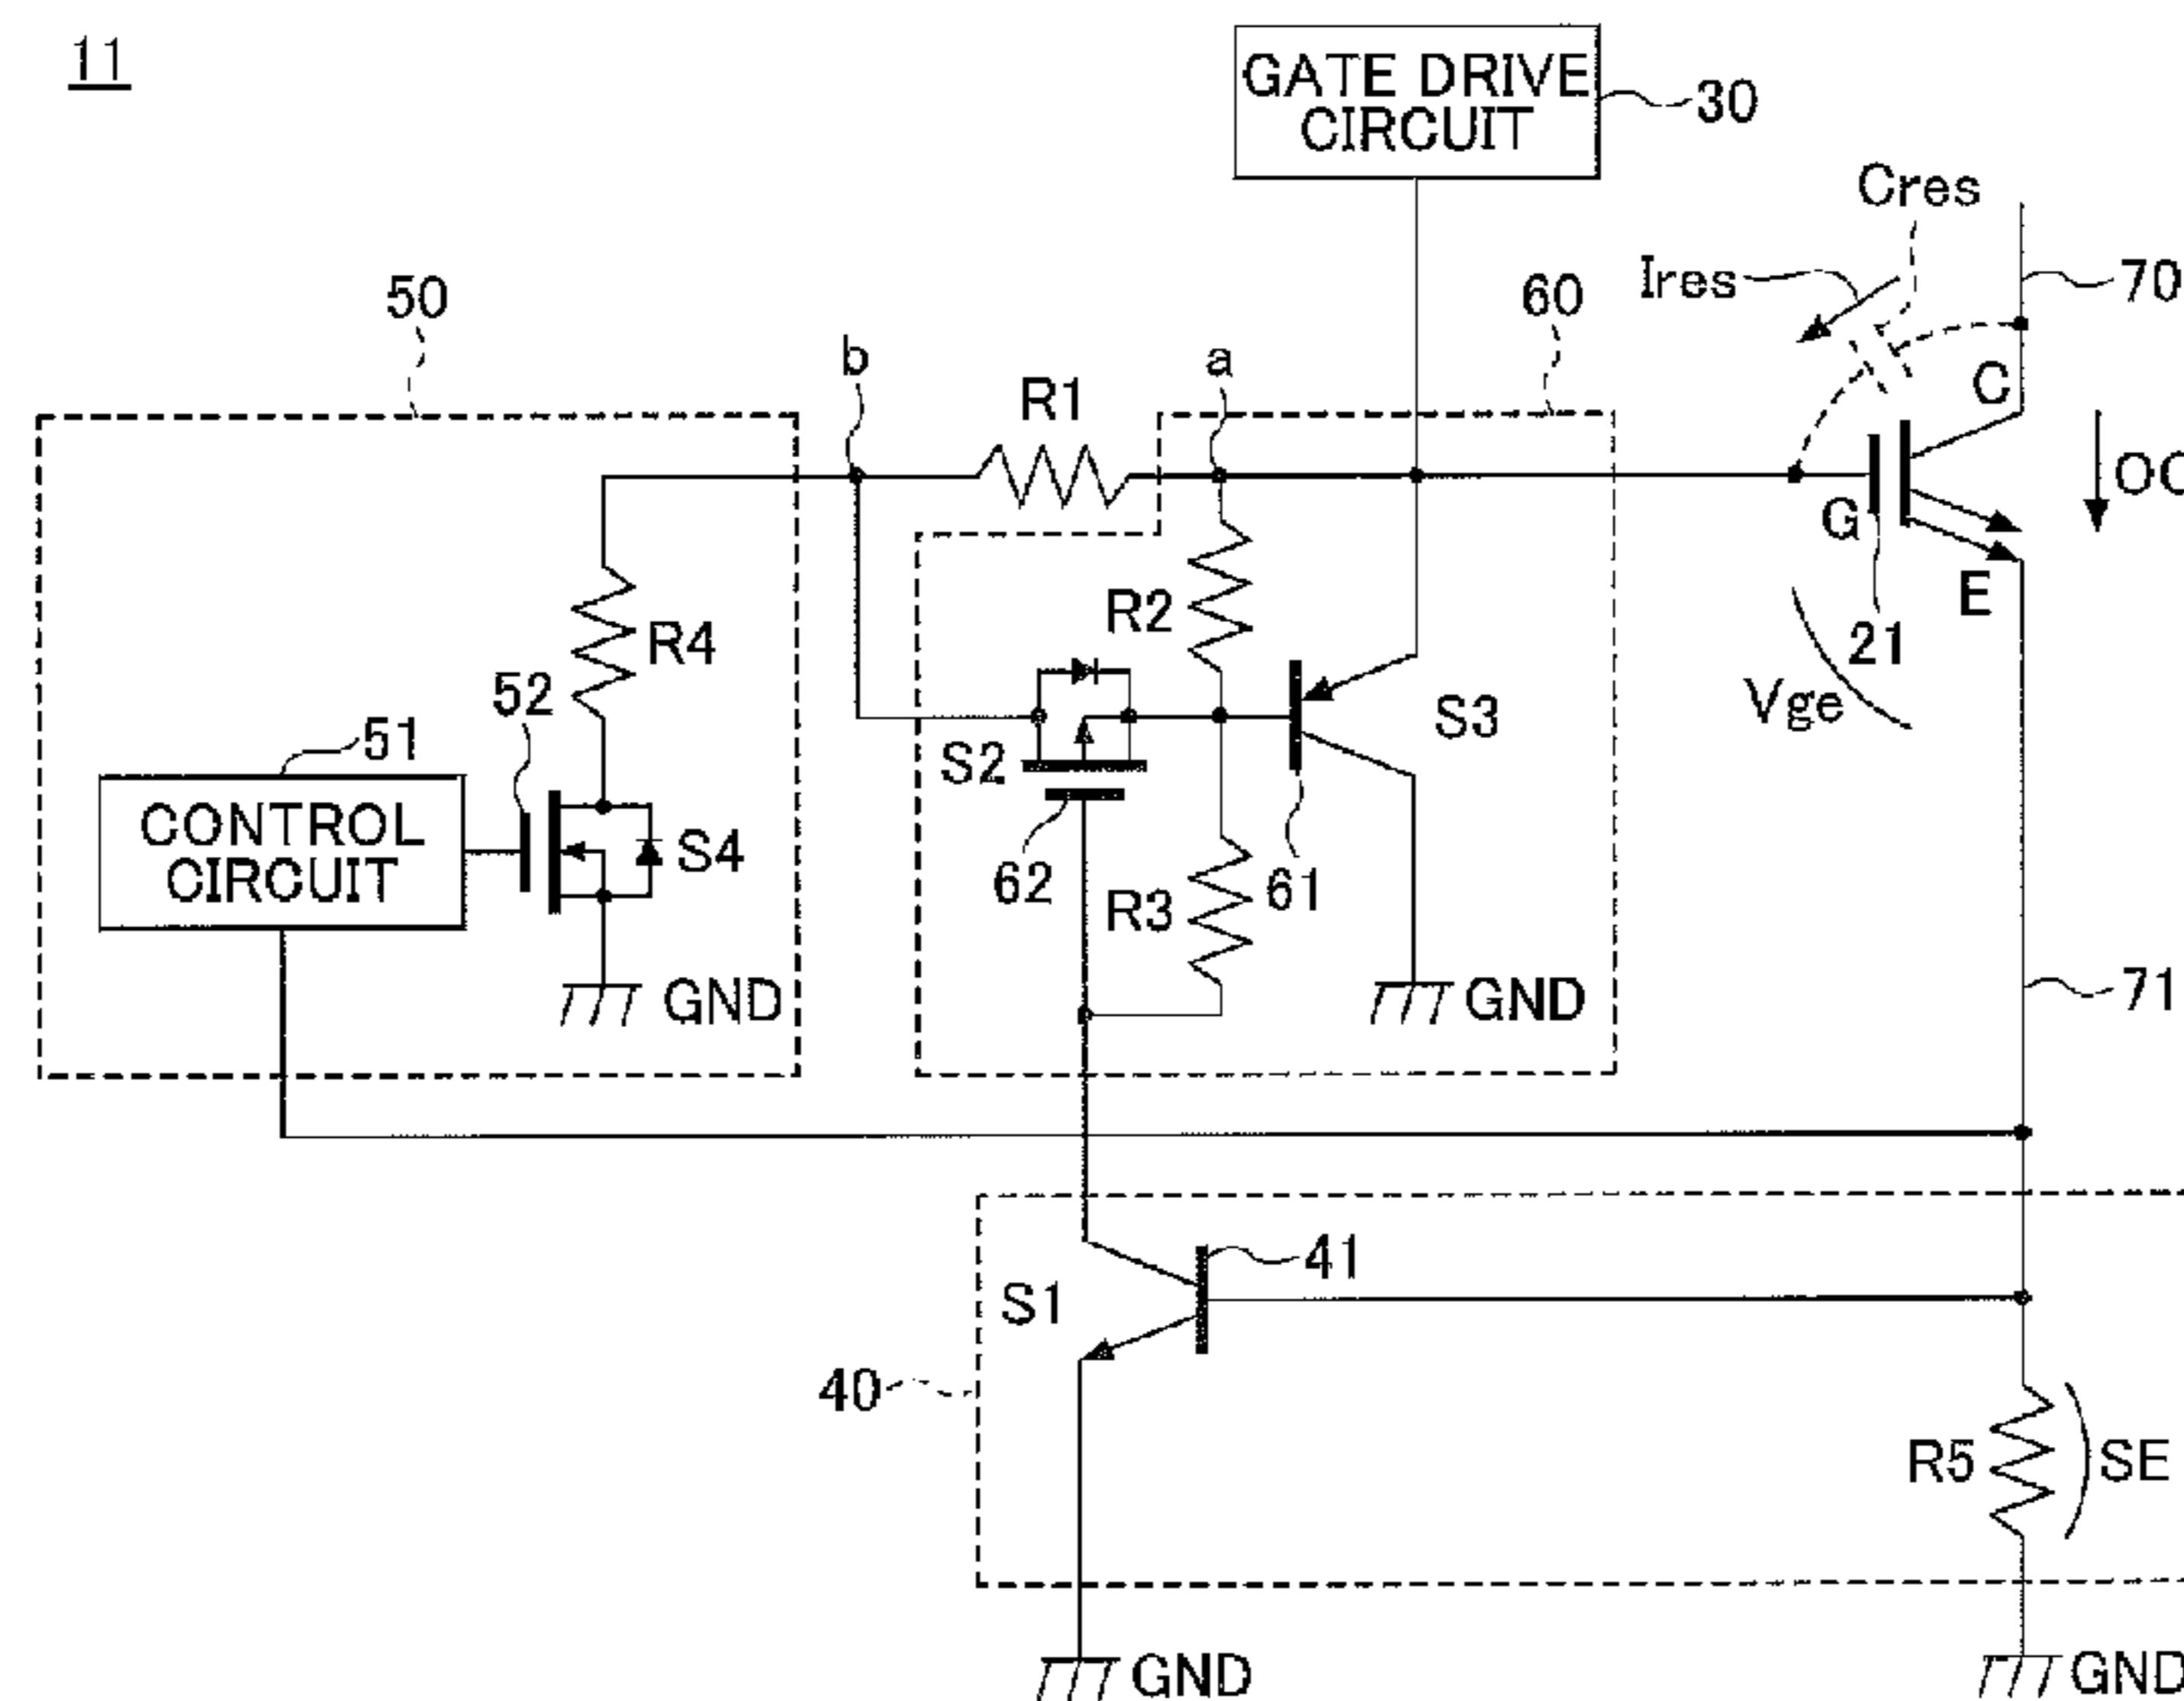 11
GATE DRIVE
CIRCUIT
30
Cres
Ires
70
50
60
b
a
R1
C
G
E
21
Vge
R2
R4
52
51
S2
S3
CONTROL
CIRCUIT
S4
62
R3
61
GND
GND
71
41
S1
40
R5
SE
GND
GND